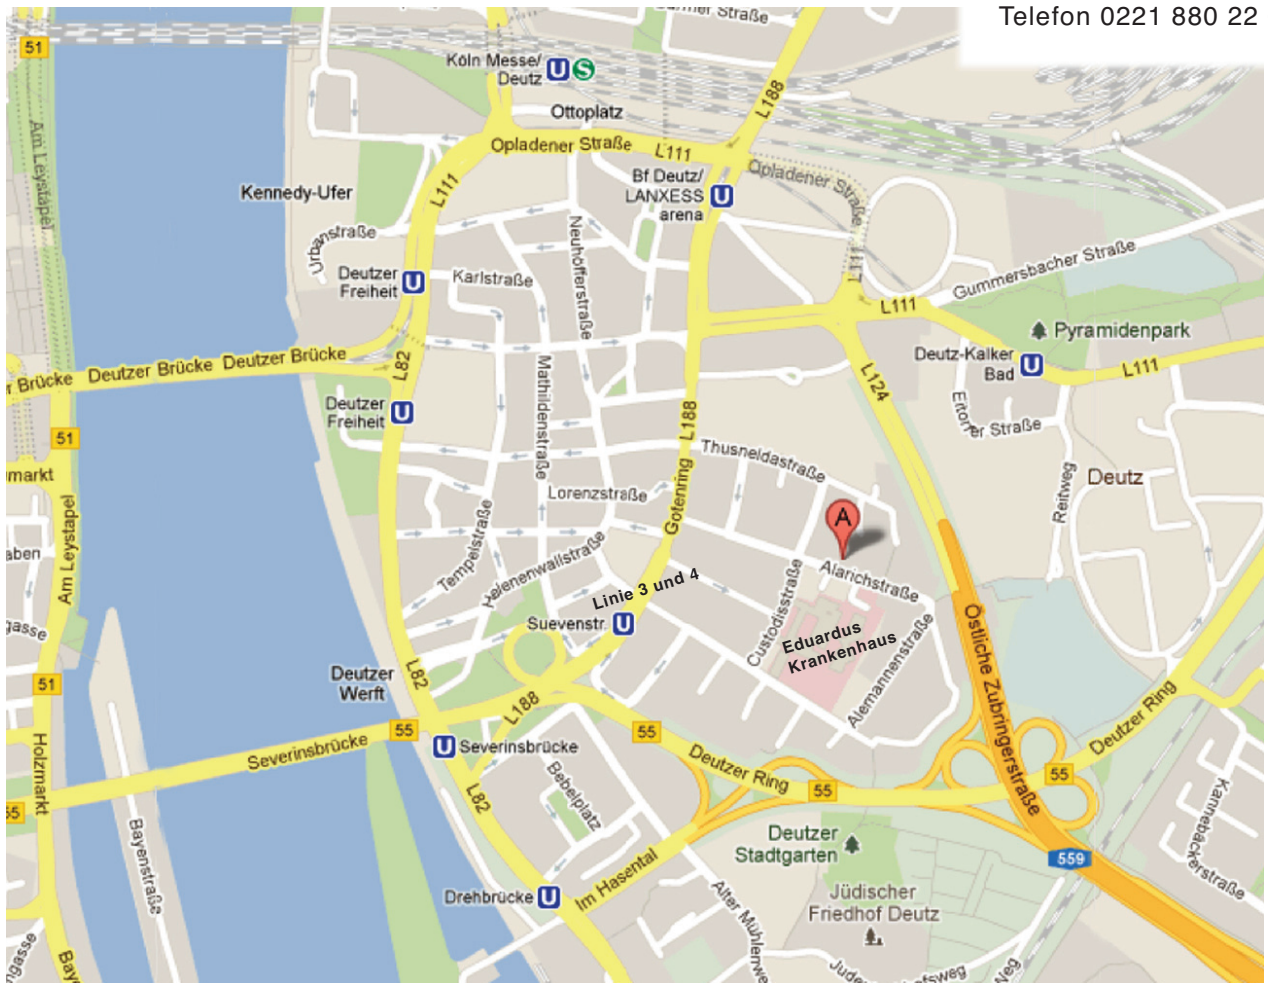 Telefon 0221 880 22
51
Am Leystapel
Köln Messe/
Deutz
U
S
Ottoplatz
L188
Opladener Straße
L111
Opladener Straße
Bf Deutz/
LANXESS
arena
U
Kennedy-Ufer
L111
Urbanstraße
Neuhöfferstraße
L111
Gummersbacher Straße
Deutzer
Freiheit
U
Karlstraße
L111
Pyramidenpark
Deutz-Kalker
Bad
U
L111
Brücke
Deutzer Brücke
Deutzer Brücke
L82
Mathildenstraße
L124
Deutzer
Freiheit
U
L188
51
Straße
Thusneldastraße
Deutz
Reitweg
Lorenzstraße
Gotenring
A
Am Leystapel
Tempelstraße
Helenenwallstraße
Linie 3 und 4
Alarichstraße
Custodisstraße
Suevenstr.
U
Eduardus
Krankenhaus
Alemannenstraße
Östliche Zubringerstraße
Deutzer
Werft
L82
51
L188
55
55
Deutzer Ring
Severinsbrücke
U
Severinsbrücke
Deutzer Ring
55
55
Holzmarkt
Bebelplatz
L82
55
Kannebäckerstraße
Bayenstraße
Deutzer
Stadtgarten
559
Im Hasental
Drehbrücke
U
Jüdischer
Friedhof Deutz
Alter Mühlenwe